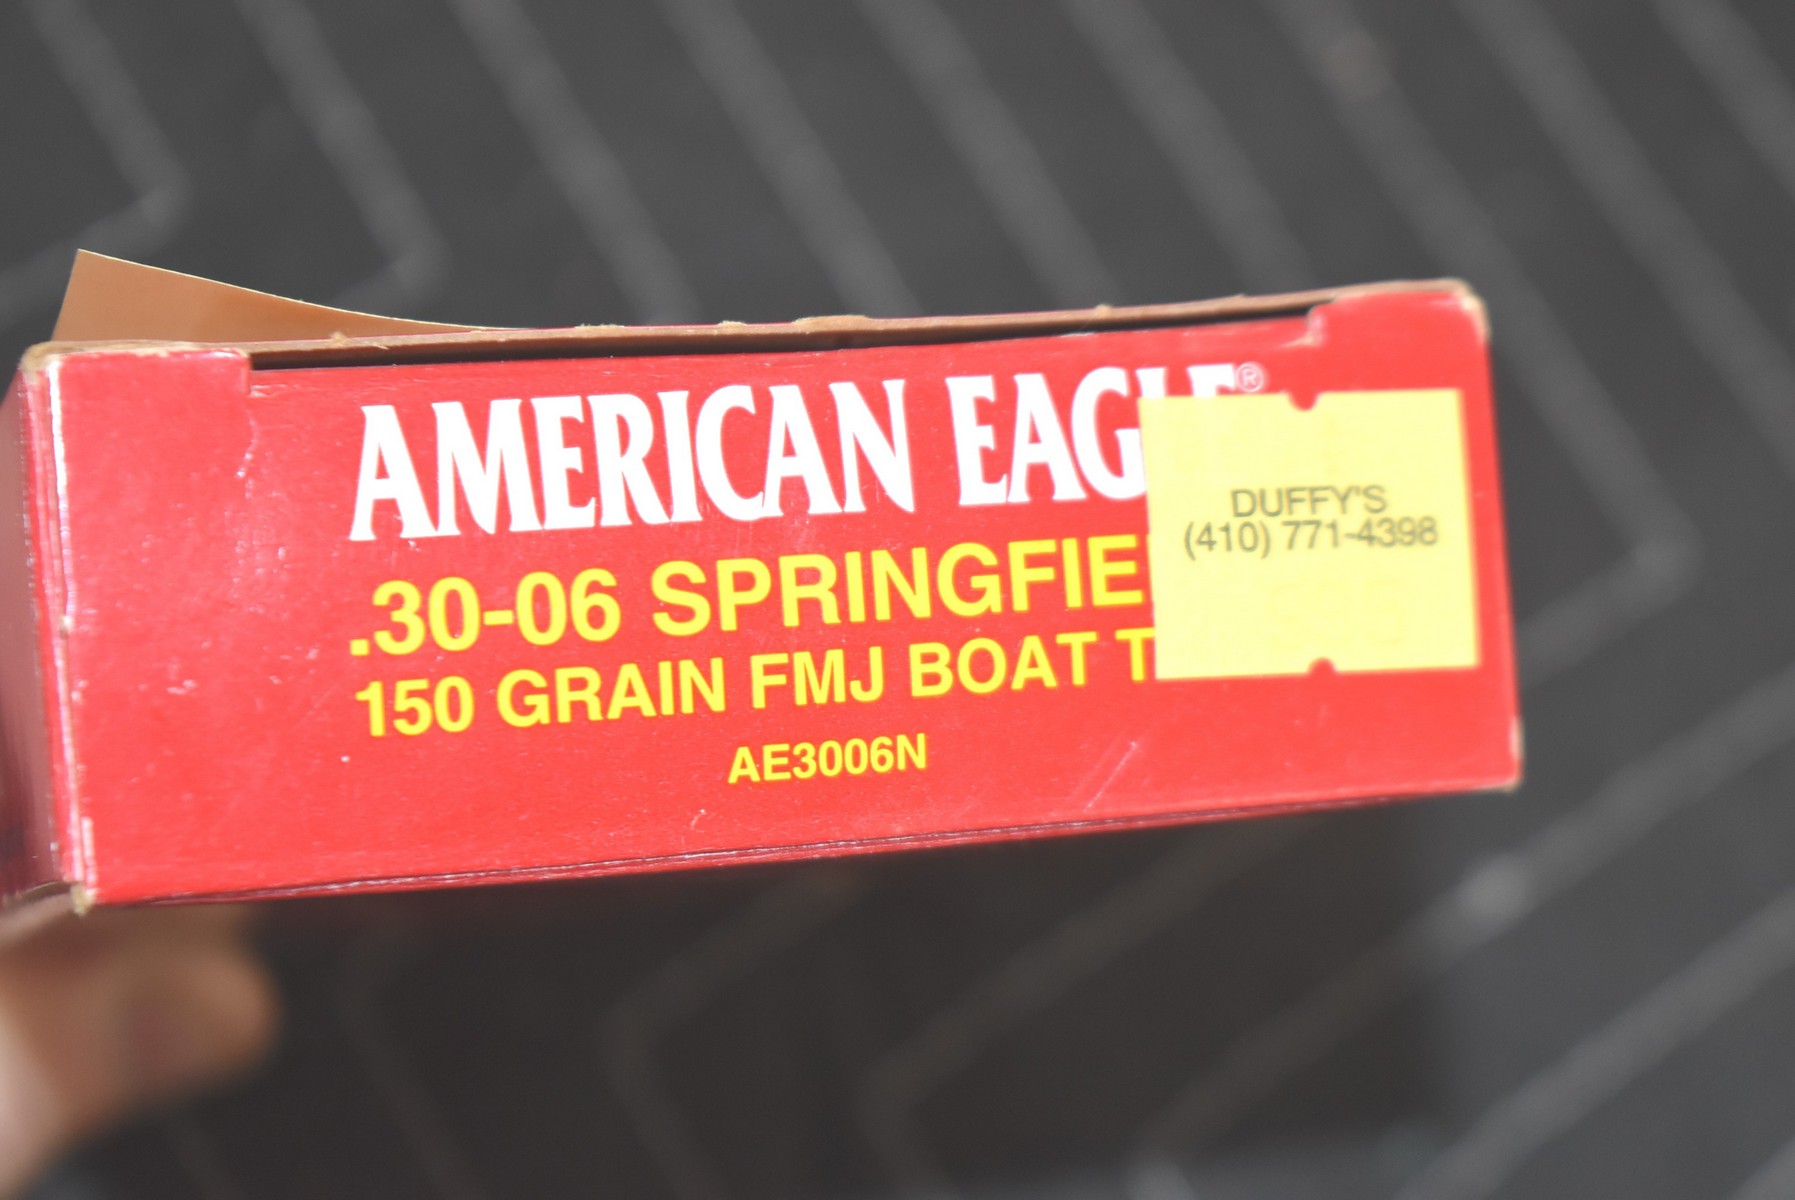 AMERICAN EAGLE®
.30-06 SPRINGFIE
150 GRAIN FMJ BOAT T
AE3006N
DUFFY'S
(410) 771-4398